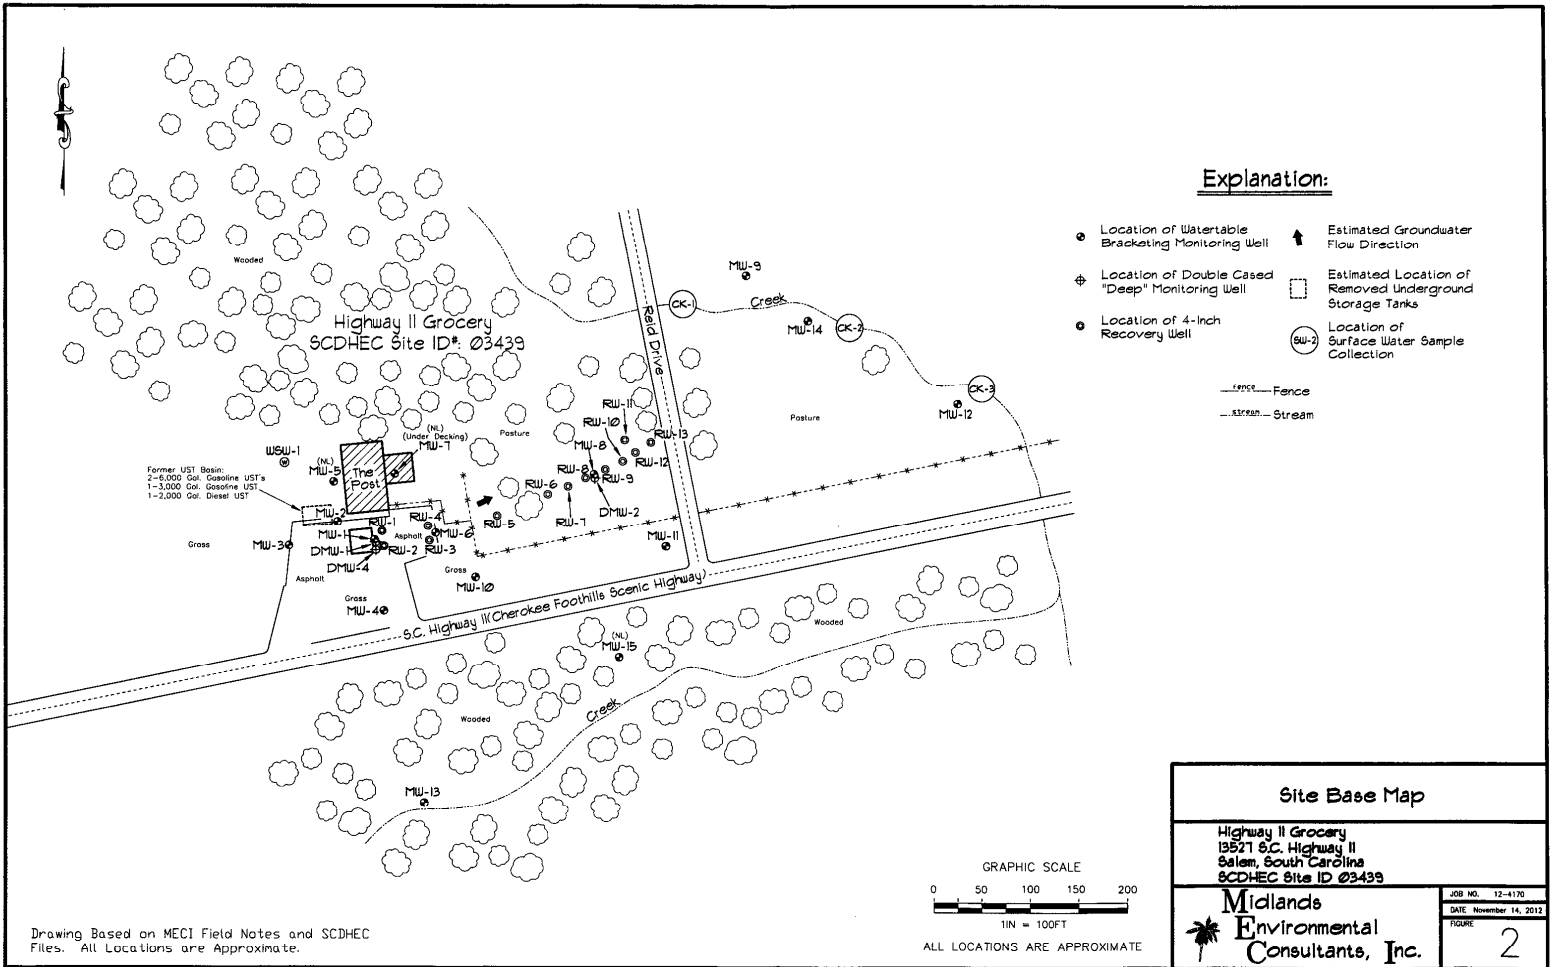 Explanation:
Location of Watertable
Bracketing Monitoring Well
Estimated Groundwater
Flow Direction
Location of Double Cased
"Deep" Monitoring Well
Estimated Location of
Removed Underground
Storage Tanks
Location of 4-Inch
Recovery Well
SW-2
Location of
Surface Water Sample
Collection
fence
Fence
stream
Stream
Wooded
Highway 11 Grocery
SCDHEC Site ID#: 03439
MW-9
CK-1
Creek
MW-14
CK-2
Reid Drive
CK-3
MW-12
Pasture
RW-11
RW-10
RW-13
MW-8
RW-12
RW-8
RW-9
RW-6
DMW-2
RW-7
RW-5
Pasture
(NL)
(Under Decking)
MW-7
WSW-1
(NL)
MW-5
The
Post
Former UST Basin:
2-6,000 Gal. Gasoline UST's
1-3,000 Gal. Gasoline UST
1-2,000 Gal. Diesel UST
MW-2
RW-1
RW-4
MW-1
Asphalt
MW-6
Grass
MW-3
DMW-1
RW-2
RW-3
DMW-4
Asphalt
Grass
MW-10
MW-11
Grass
MW-4
S.C. Highway 11(Cherokee Foothills Scenic Highway)
(NL)
MW-15
Wooded
Creek
Wooded
MW-13
GRAPHIC SCALE
0 50 100 150 200
1IN = 100FT
ALL LOCATIONS ARE APPROXIMATE
Drawing Based on MECI Field Notes and SCDHEC
Files. All Locations are Approximate.
Site Base Map
Highway 11 Grocery
13527 S.C. Highway 11
Salem, South Carolina
SCDHEC Site ID 03439
Midlands
Environmental
Consultants, Inc.
JOB NO. 12-4170
DATE November 14, 2012
FIGURE
2